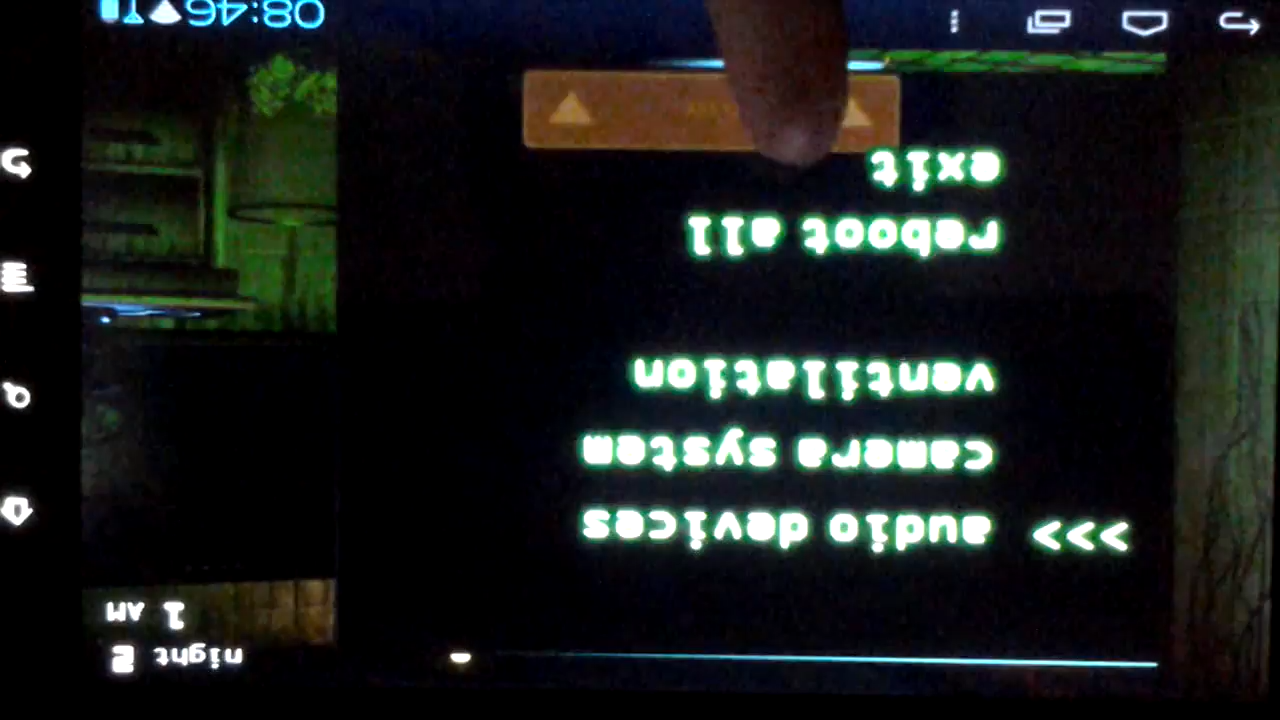 night 2
1 AM
>>> audio devices
camera system
ventilation
reboot all
exit
08:46